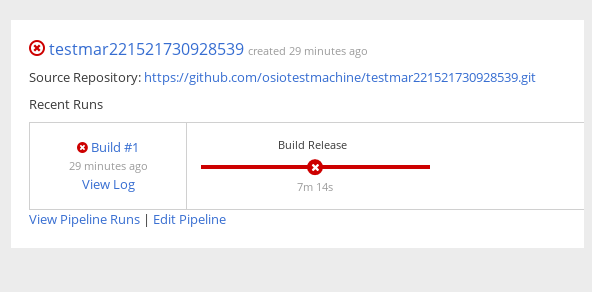 testmar221521730928539 created 29 minutes ago
Source Repository: https://github.com/osiotestmachine/testmar221521730928539.git
Recent Runs
Build #1
29 minutes ago
View Log
Build Release
7m 14s
View Pipeline Runs | Edit Pipeline